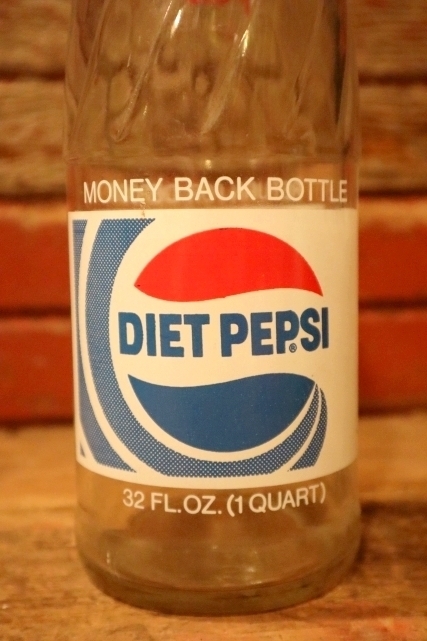 MONEY BACK BOTTLE
DIET PEPSI®
32 FL.OZ. (1 QUART)